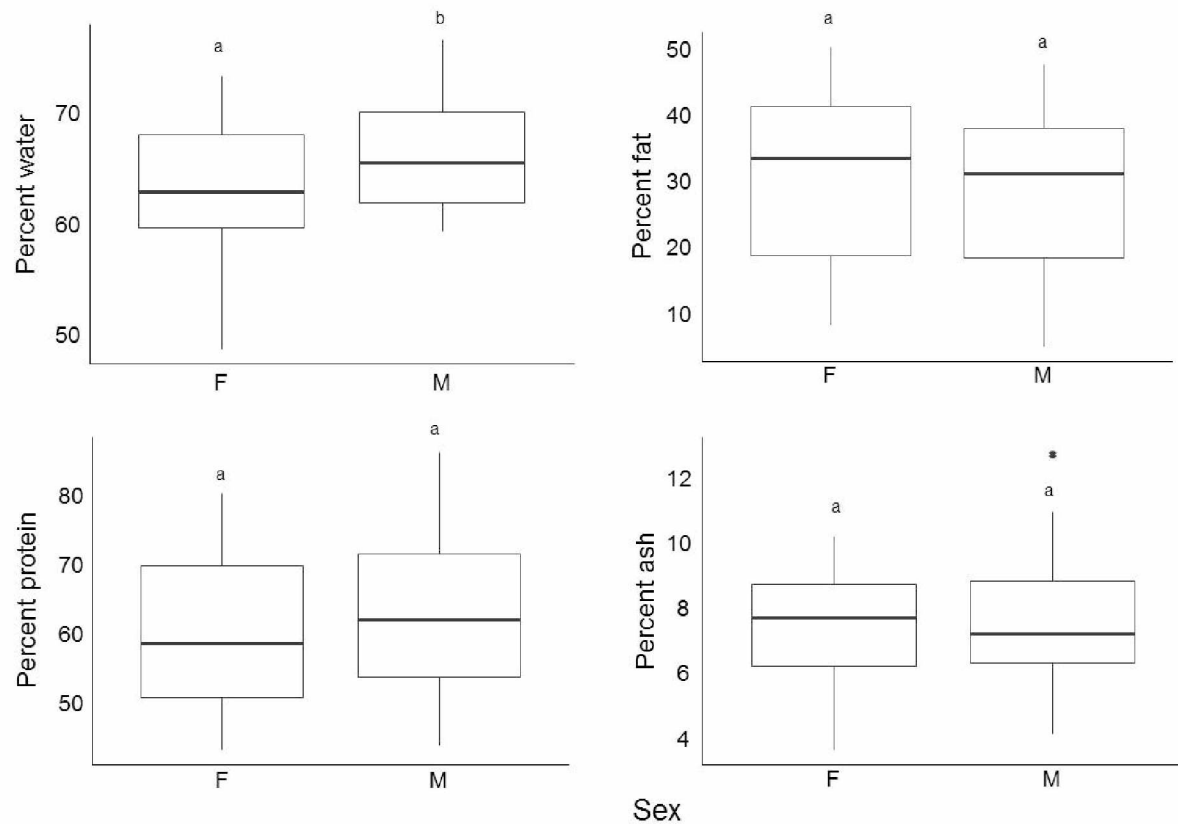 Percent water
70
60
50
a
b
F
M
Percent fat
50
40
30
20
10
a
a
F
M
Percent protein
80
70
60
50
a
a
F
M
Percent ash
12
10
8
6
4
a
a
F
M
Sex